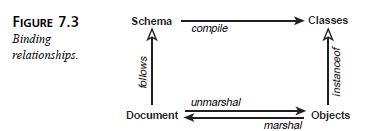 FIGURE 7.3
Binding
relationships.
Schema
compile
Classes
follows
instanceof
unmarshal
Document
Objects
marshal